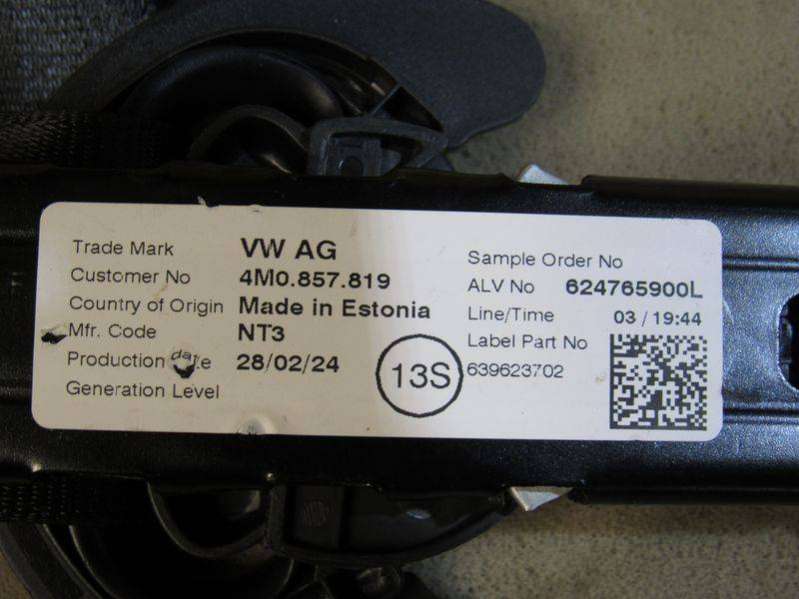 Trade Mark VW AG
Customer No 4M0.857.819
Country of Origin Made in Estonia
Mfr. Code NT3
Production date 28/02/24
Generation Level
13S
Sample Order No
ALV No 624765900L
Line/Time 03 / 19:44
Label Part No
639623702